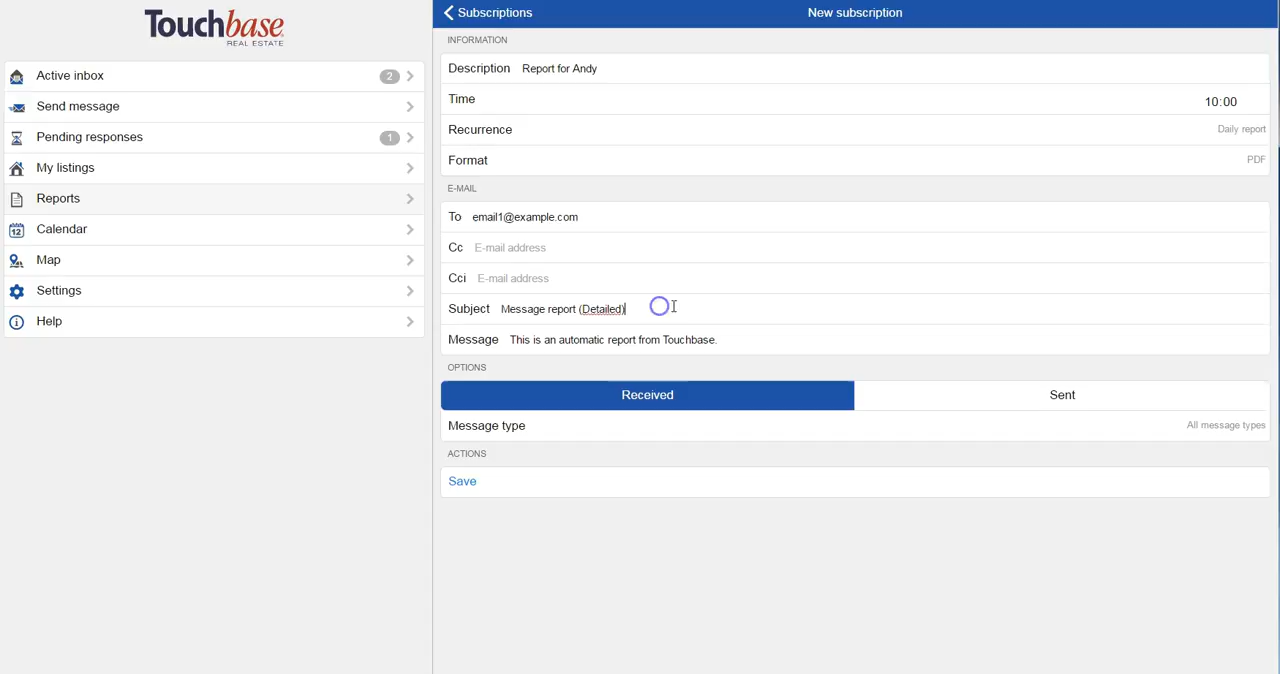 Touchbase
REAL ESTATE
Active inbox 2
Send message
Pending responses 1
My listings
Reports
12 Calendar
Map
Settings
Help
Subscriptions New subscription
INFORMATION
Description Report for Andy
Time 10:00
Recurrence Daily report
Format PDF
E-MAIL
To email1@example.com
Cc E-mail address
Cci E-mail address
Subject Message report (Detailed)
Message This is an automatic report from Touchbase.
OPTIONS
Received Sent
Message type All message types
ACTIONS
Save